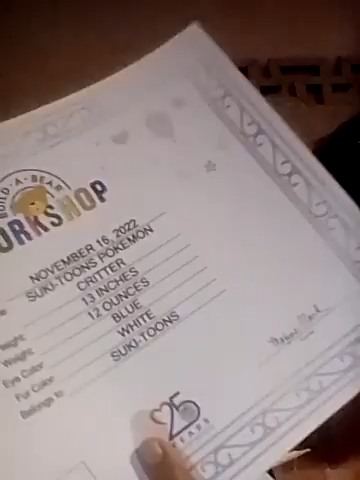 BUILD-A-BEAR
WORKSHOP
NOVEMBER 16, 2022
SUKI-TOONS POKEMON
CRITTER
Height 13 INCHES
Weight 12 OUNCES
Eye Color BLUE
Fur Color WHITE
Belongs to SUKI-TOONS
25
YEARS